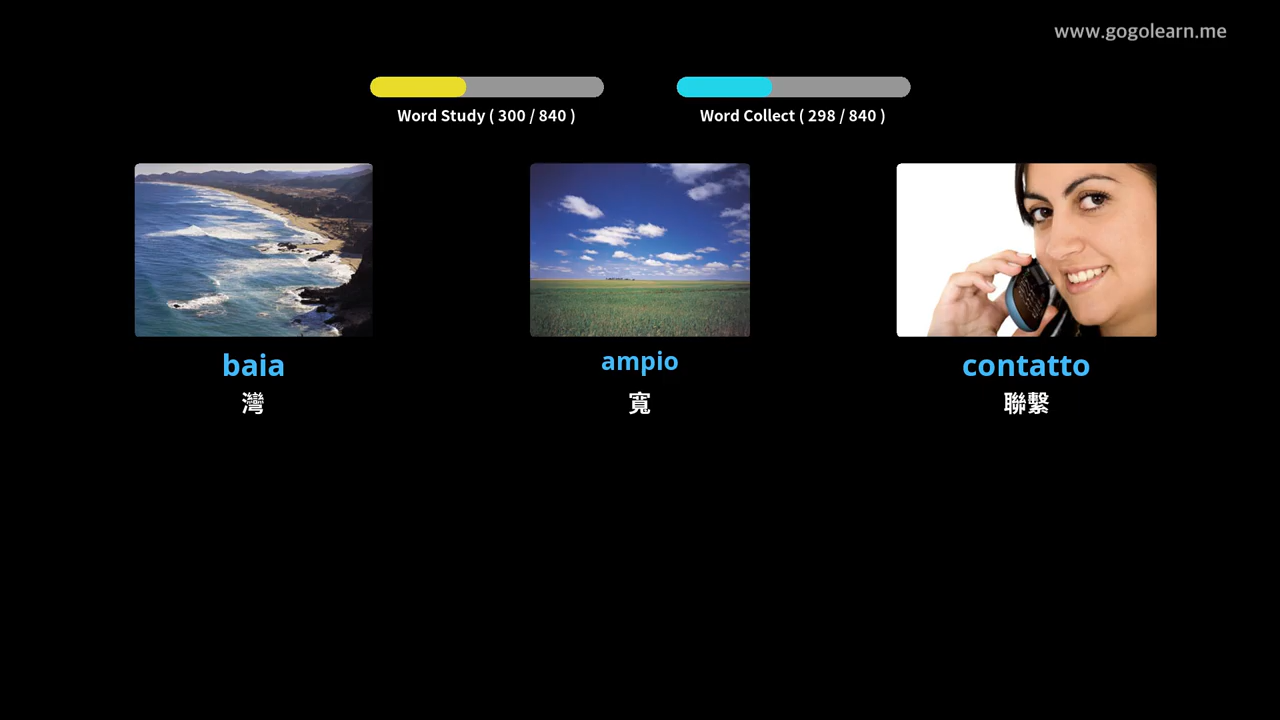 www.gogolearn.me
Word Study ( 300 / 840 )
Word Collect ( 298 / 840 )
baia
灣
ampio
寬
contatto
聯繫